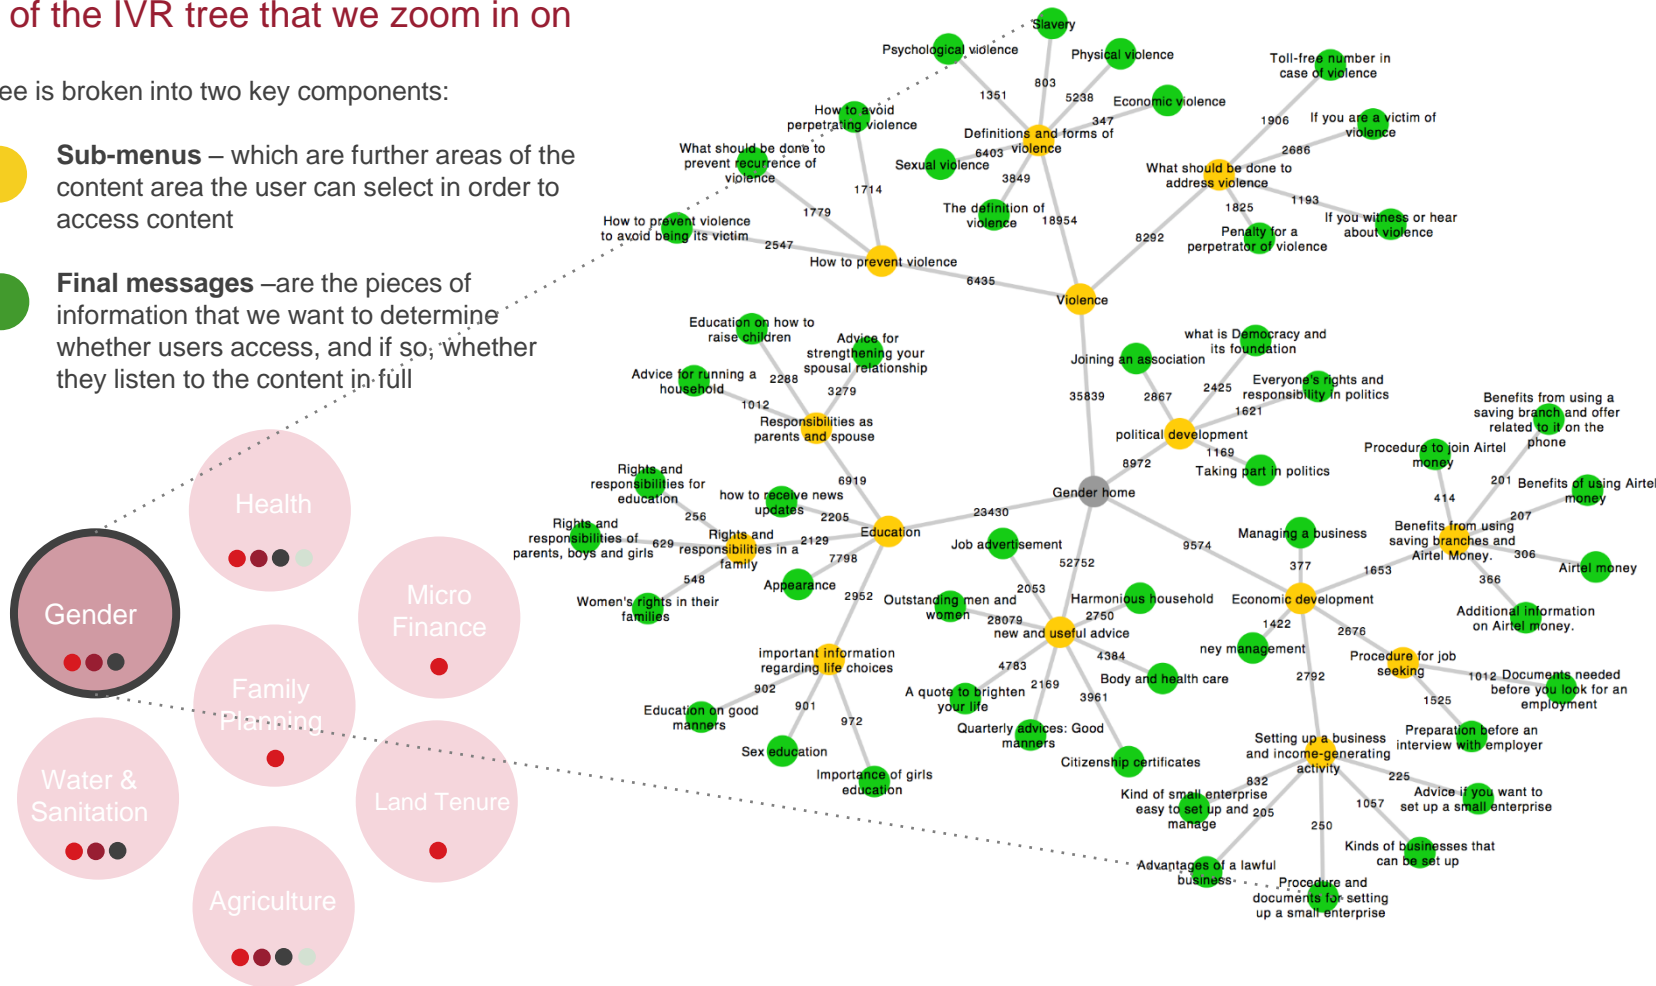 of the IVR tree that we zoom in on
ee is broken into two key components:
Sub-menus – which are further areas of the
content area the user can select in order to
access content
Final messages –are the pieces of
information that we want to determine
whether users access, and if so, whether
they listen to the content in full
Health
Gender
Micro
Finance
Family
Planning
Water &
Sanitation
Land Tenure
Agriculture
Slavery
Psychological violence
Physical violence
803
1351
5238
Economic violence
347
Definitions and forms of
violence
6403
Sexual violence
3849
The definition of
violence
18954
Toll-free number in
case of violence
1906
If you are a victim of
violence
2686
What should be done to
address violence
1193
1825
If you witness or hear
about violence
Penalty for a
perpetrator of violence
8292
How to avoid
perpetrating violence
What should be done to
prevent recurrence of
violence
1714
1779
How to prevent violence
to avoid being its victim
2547
How to prevent violence
6435
Violence
35839
Education on how to
raise children
Advice for
strengthening your
spousal relationship
Advice for running a
household
2288
3279
1012
Responsibilities as
parents and spouse
6919
what is Democracy and
its foundation
Joining an association
Everyone's rights and
responsibility in politics
2425
2867
1621
political development
1169
Taking part in politics
8972
Gender home
Rights and
responsibilities for
education
how to receive news
updates
256
2205
Rights and
responsibilities of
parents, boys and girls
629
Rights and
responsibilities in a
family
2129
Education
23430
548
7798
Appearance
Women's rights in their
families
2952
important information
regarding life choices
902
901
972
Education on good
manners
Sex education
Importance of girls
education
Job advertisement
52752
2053
Outstanding men and
women
28079
Harmonious household
2750
new and useful advice
4783
2169
4384
3961
Body and health care
A quote to brighten
your life
Quarterly advices: Good
manners
Citizenship certificates
9574
Managing a business
377
Economic development
1653
1422
ney management
2676
2792
Benefits from using a
saving branch and offer
related to it on the
phone
Procedure to join Airtel
money
201
414
Benefits of using Airtel
money
207
Benefits from using
saving branches and
Airtel Money.
306
Airtel money
366
Additional information
on Airtel money.
Procedure for job
seeking
1012
Documents needed
before you look for an
employment
1525
Preparation before an
interview with employer
Setting up a business
and income-generating
activity
832
225
Kind of small enterprise
easy to set up and
manage
205
250
1057
Advice if you want to
set up a small enterprise
Kinds of businesses that
can be set up
Advantages of a lawful
business
Procedure and
documents for setting
up a small enterprise